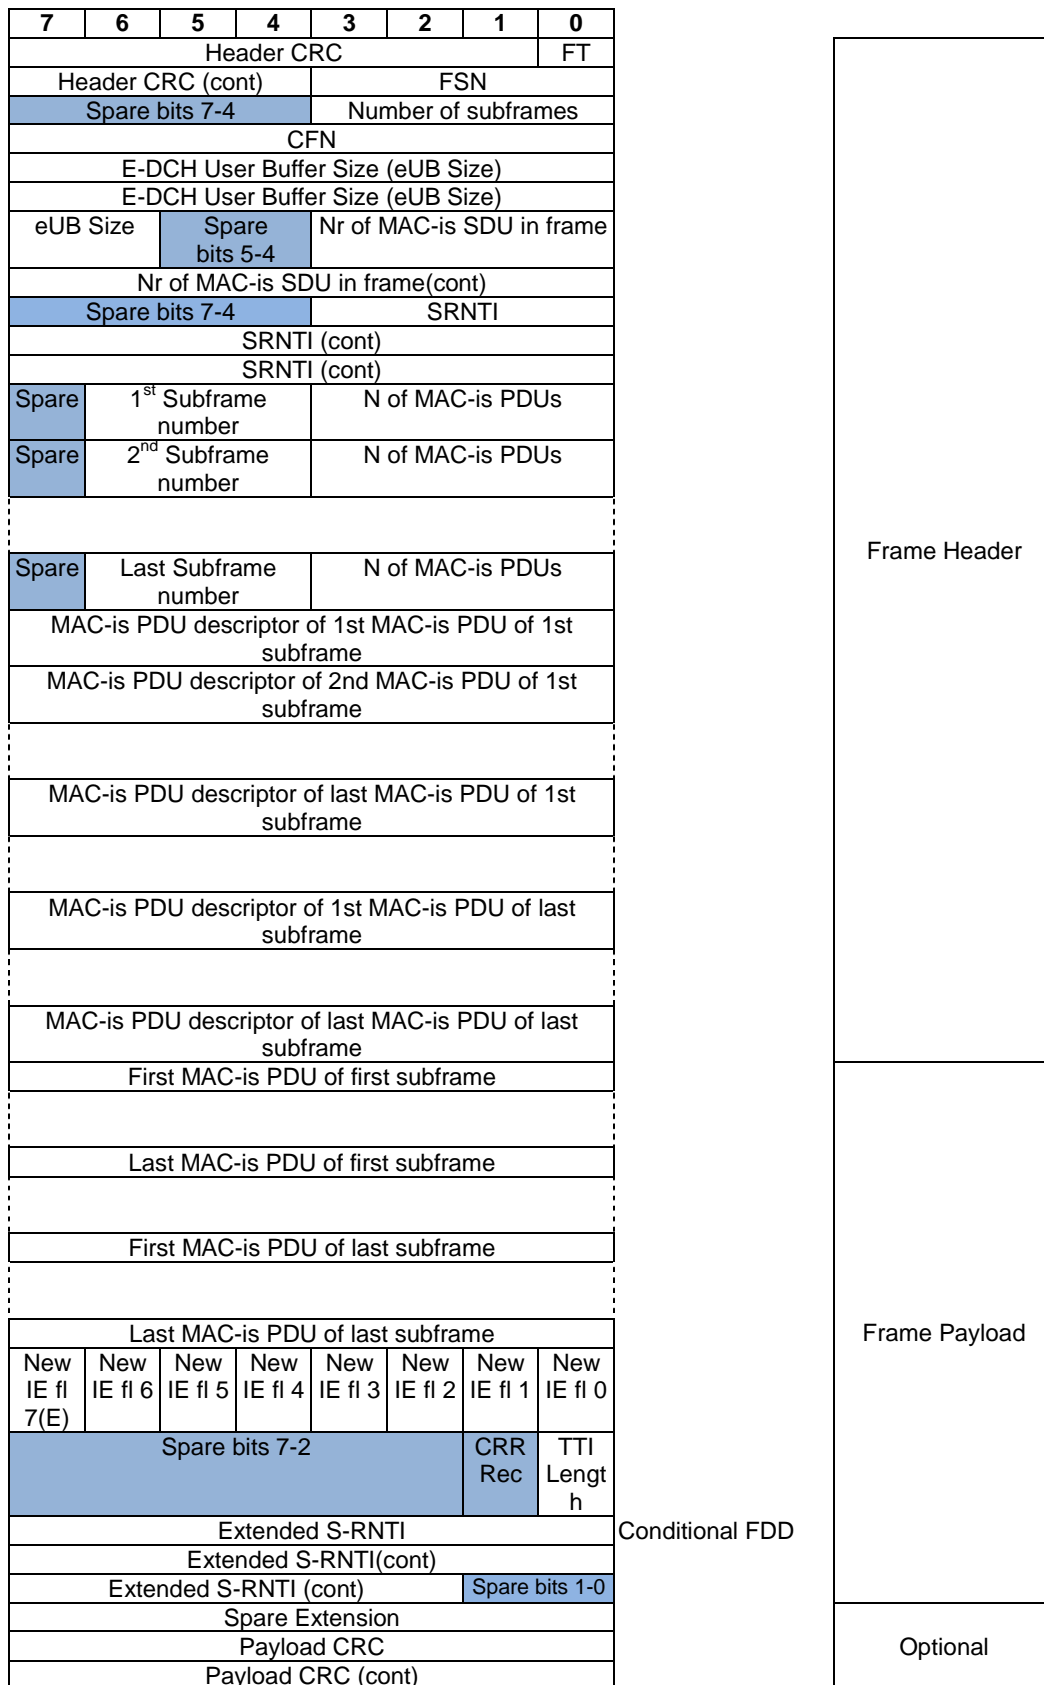 7 6 5 4 3 2 1 0
Header CRC FT
Header CRC (cont) FSN
Spare bits 7-4 Number of subframes
CFN
E-DCH User Buffer Size (eUB Size)
E-DCH User Buffer Size (eUB Size)
eUB Size Spare bits 5-4 Nr of MAC-is SDU in frame
Nr of MAC-is SDU in frame(cont)
Spare bits 7-4 SRNTI
SRNTI (cont)
SRNTI (cont)
Spare 1st Subframe number N of MAC-is PDUs
Spare 2nd Subframe number N of MAC-is PDUs
Frame Header
Spare Last Subframe number N of MAC-is PDUs
MAC-is PDU descriptor of 1st MAC-is PDU of 1st
subframe
MAC-is PDU descriptor of 2nd MAC-is PDU of 1st
subframe
MAC-is PDU descriptor of last MAC-is PDU of 1st
subframe
MAC-is PDU descriptor of 1st MAC-is PDU of last
subframe
MAC-is PDU descriptor of last MAC-is PDU of last
subframe
First MAC-is PDU of first subframe
Last MAC-is PDU of first subframe
First MAC-is PDU of last subframe
Last MAC-is PDU of last subframe
Frame Payload
New IE fl 7(E) New IE fl 6 New IE fl 5 New IE fl 4 New IE fl 3 New IE fl 2 New IE fl 1 New IE fl 0
Spare bits 7-2 CRR Rec TTI Length
Extended S-RNTI Conditional FDD
Extended S-RNTI(cont)
Extended S-RNTI (cont) Spare bits 1-0
Spare Extension
Payload CRC Optional
Payload CRC (cont)